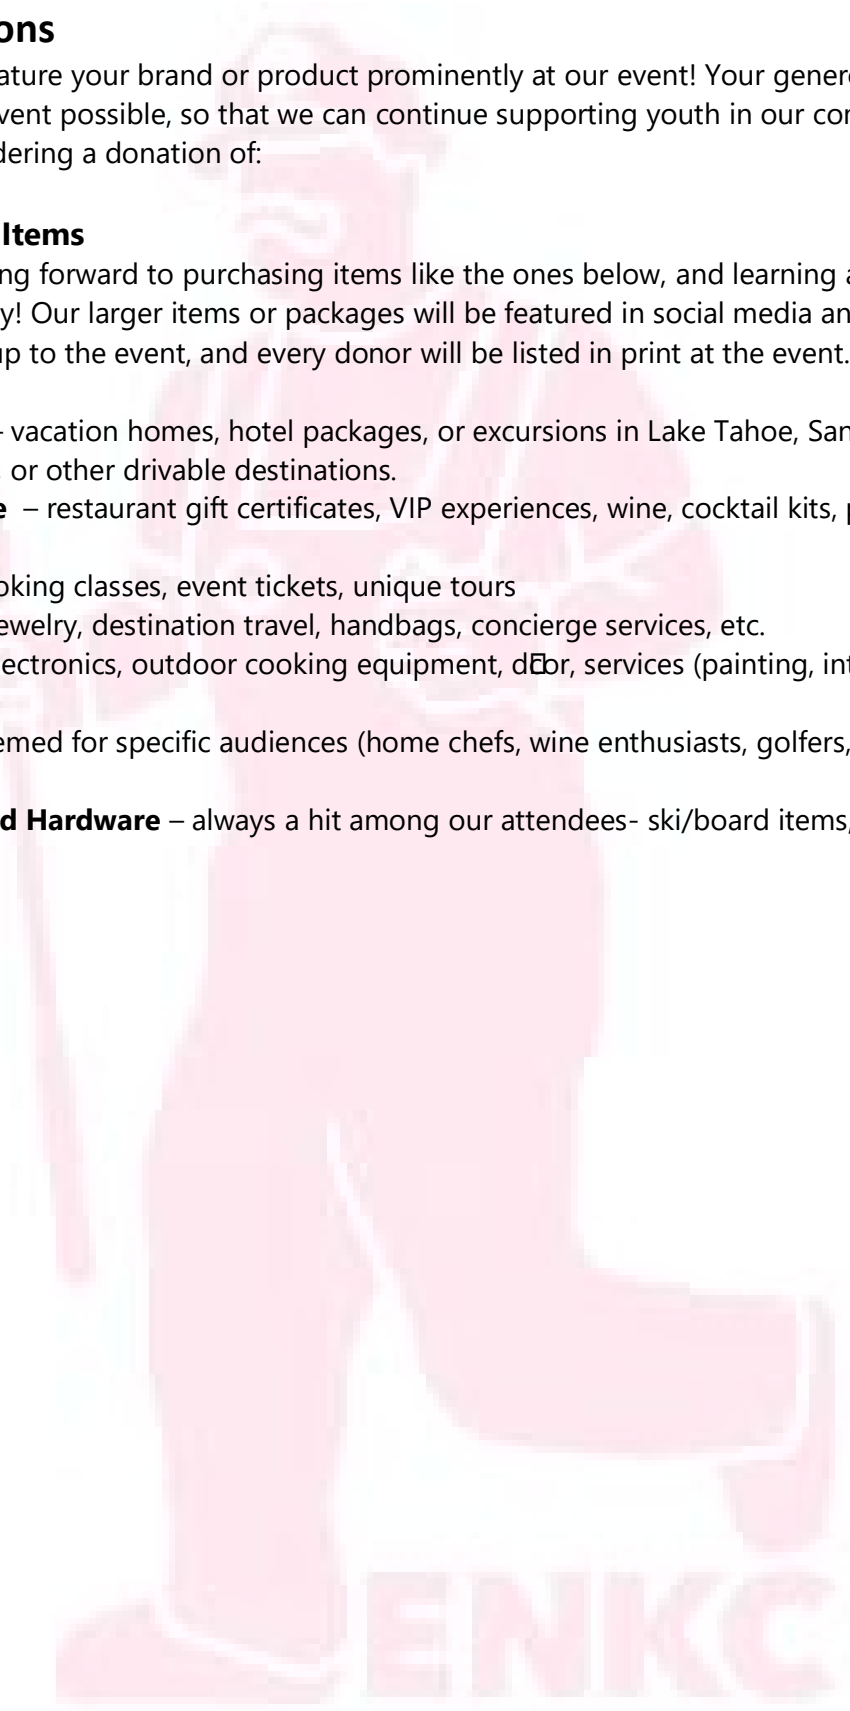 ons
ature your brand or product prominently at our event! Your gener
vent possible, so that we can continue supporting youth in our co
dering a donation of:
Items
ng forward to purchasing items like the ones below, and learning a
y! Our larger items or packages will be featured in social media an
up to the event, and every donor will be listed in print at the event.
– vacation homes, hotel packages, or excursions in Lake Tahoe, San
or other drivable destinations.
e – restaurant gift certificates, VIP experiences, wine, cocktail kits, p
oking classes, event tickets, unique tours
ewelry, destination travel, handbags, concierge services, etc.
ectronics, outdoor cooking equipment, or, services (painting, int
emed for specific audiences (home chefs, wine enthusiasts, golfers,
d Hardware – always a hit among our attendees- ski/board items,
ENKC